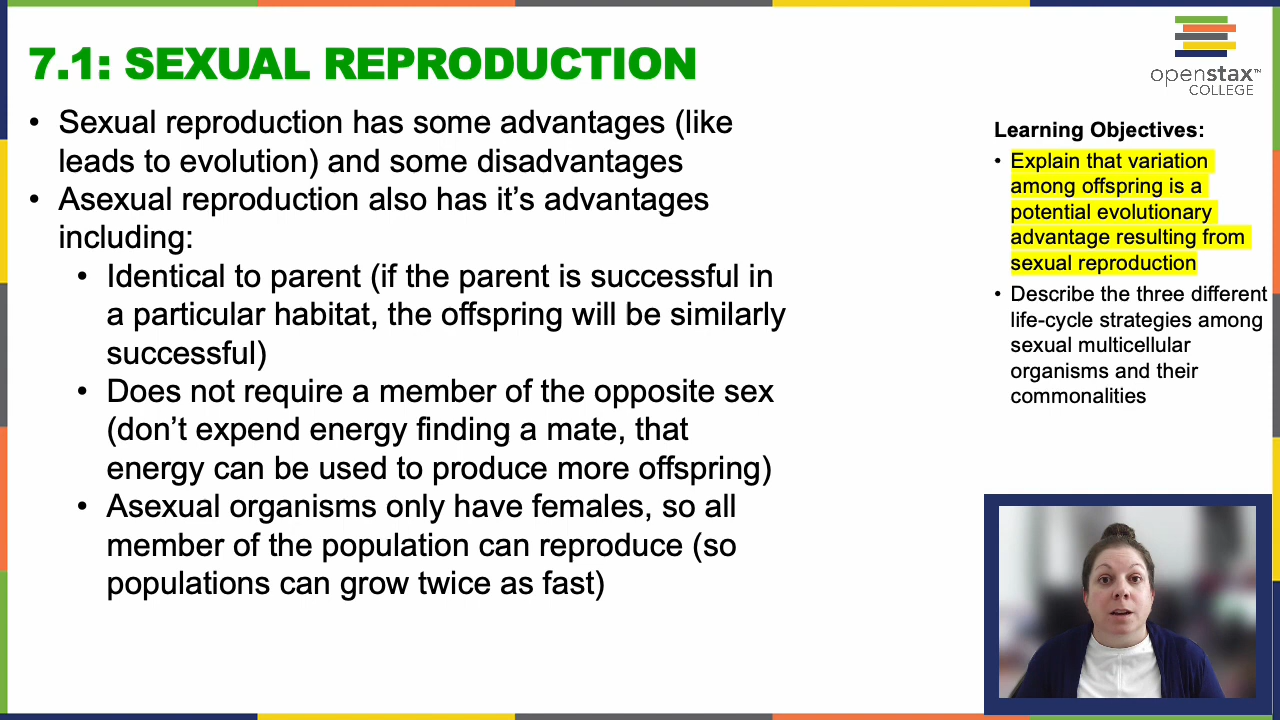 7.1: SEXUAL REPRODUCTION
• Sexual reproduction has some advantages (like
leads to evolution) and some disadvantages
• Asexual reproduction also has it’s advantages
including:
• Identical to parent (if the parent is successful in
a particular habitat, the offspring will be similarly
successful)
• Does not require a member of the opposite sex
(don’t expend energy finding a mate, that
energy can be used to produce more offspring)
• Asexual organisms only have females, so all
member of the population can reproduce (so
populations can grow twice as fast)
openstax™
COLLEGE
Learning Objectives:
• Explain that variation
among offspring is a
potential evolutionary
advantage resulting from
sexual reproduction
• Describe the three different
life-cycle strategies among
sexual multicellular
organisms and their
commonalities